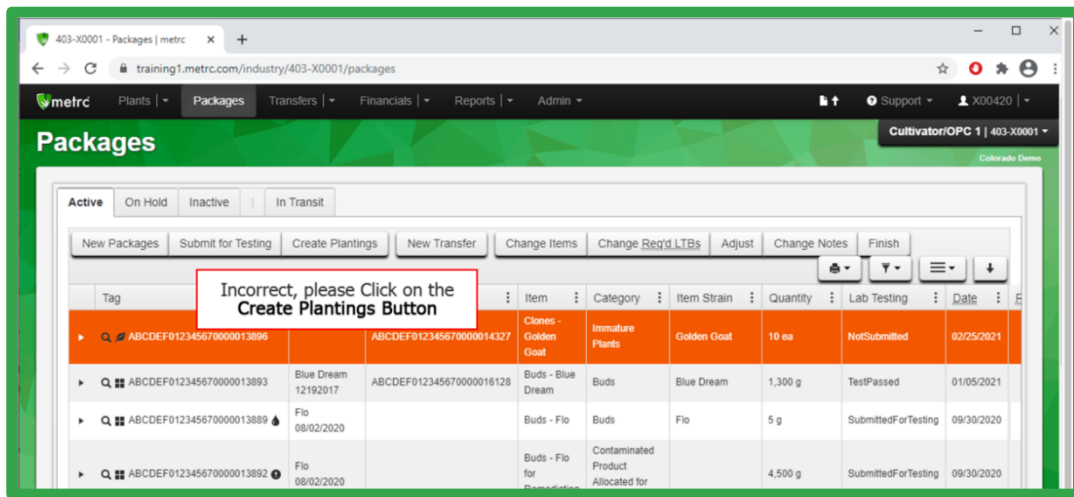 403-X0001 - Packages | metrc
training1.metrc.com/industry/403-X0001/packages
metrc Plants | Packages Transfers | Financials | Reports | Admin Support X00420 |
Packages
Cultivator/OPC 1 | 403-X0001
Colorado Demo
Active On Hold Inactive | In Transit
New Packages Submit for Testing Create Plantings New Transfer Change Items Change Req'd LTBs Adjust Change Notes Finish
Incorrect, please Click on the
Create Plantings Button
Tag Item Category Item Strain Quantity Lab Testing Date
ABCDEF012345670000013896 ABCDEF012345670000014327 Clones - Golden Goat Immature Plants Golden Goat 10 ea NotSubmitted 02/25/2021
ABCDEF012345670000013893 Blue Dream 12192017 ABCDEF012345670000016128 Buds - Blue Dream Buds Blue Dream 1,300 g TestPassed 01/05/2021
ABCDEF012345670000013889 Flo 08/02/2020 Buds - Flo Buds Flo 5 g SubmittedForTesting 09/30/2020
ABCDEF012345670000013892 Flo 08/02/2020 Buds - Flo for Contaminated Product Allocated for 4,500 g SubmittedForTesting 09/30/2020